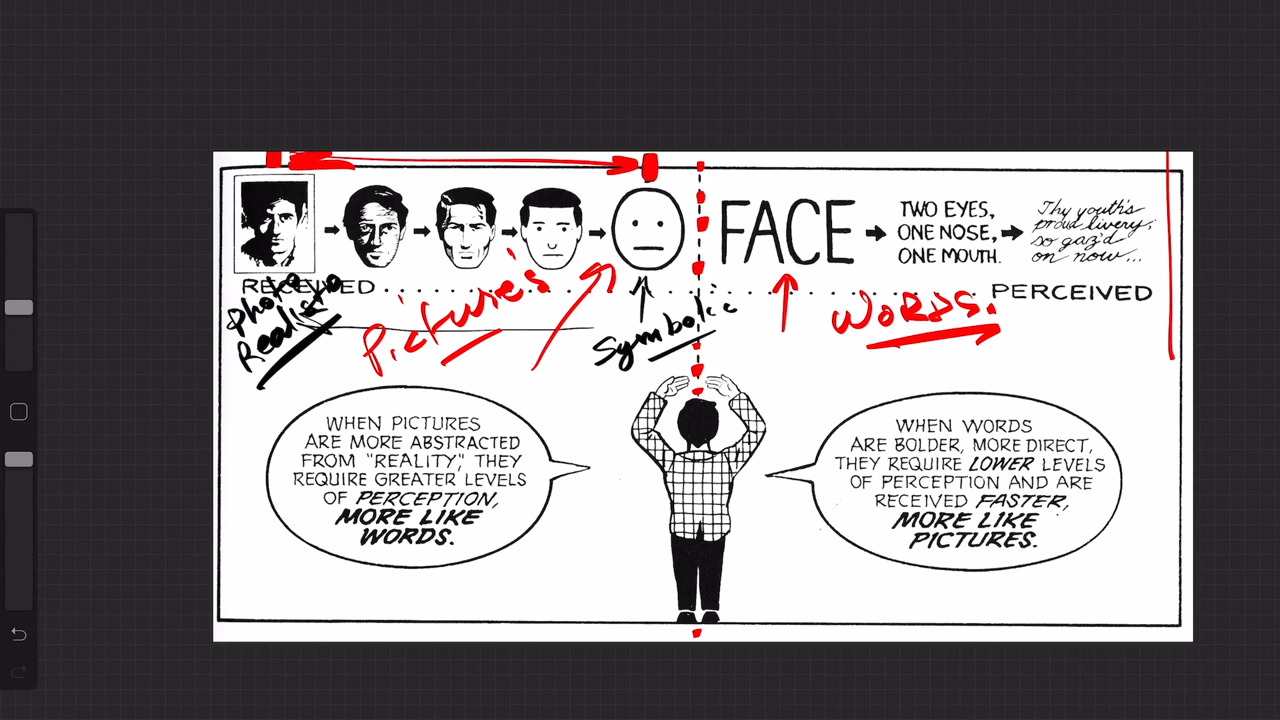 FACE
TWO EYES,
ONE NOSE,
ONE MOUTH.
Thy youth's
proud livery,
so gaz'd
on now...
RECEIVED
PERCEIVED
Photo
Realistic
Pictures
Symbolic
WORDS.
WHEN PICTURES
ARE MORE ABSTRACTED
FROM "REALITY," THEY
REQUIRE GREATER LEVELS
OF PERCEPTION,
MORE LIKE
WORDS.
WHEN WORDS
ARE BOLDER, MORE DIRECT,
THEY REQUIRE LOWER LEVELS
OF PERCEPTION AND ARE
RECEIVED FASTER,
MORE LIKE
PICTURES.